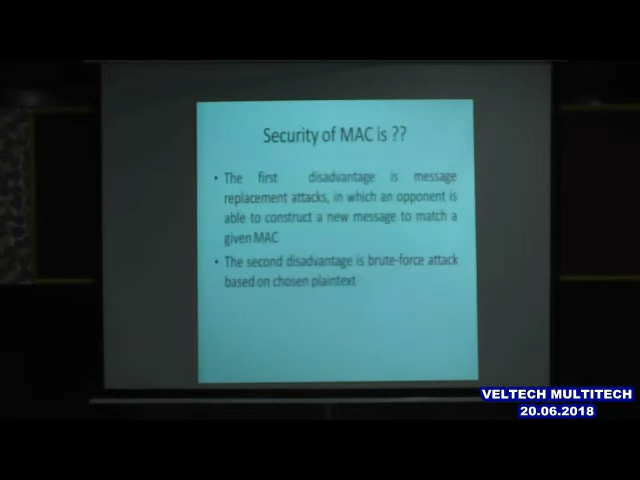 Security of MAC is ??
• The first disadvantage is message
replacement attacks, in which an opponent is
able to construct a new message to match a
given MAC
• The second disadvantage is brute-force attack
based on chosen plaintext
VELTECH MULTITECH
20.06.2018